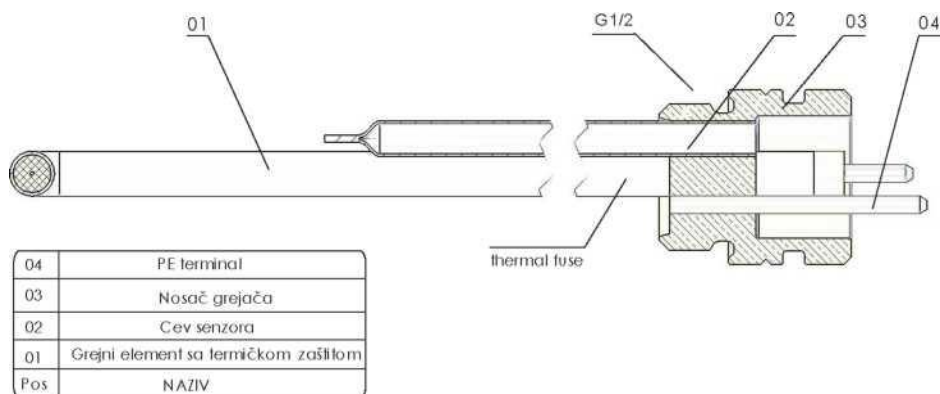 01
G1/2
02
03
04
thermal fuse
04 PE terminal
03 Nosač grejača
02 Cev senzora
01 Grejni element sa termičkom zaštitom
Pos NAZIV